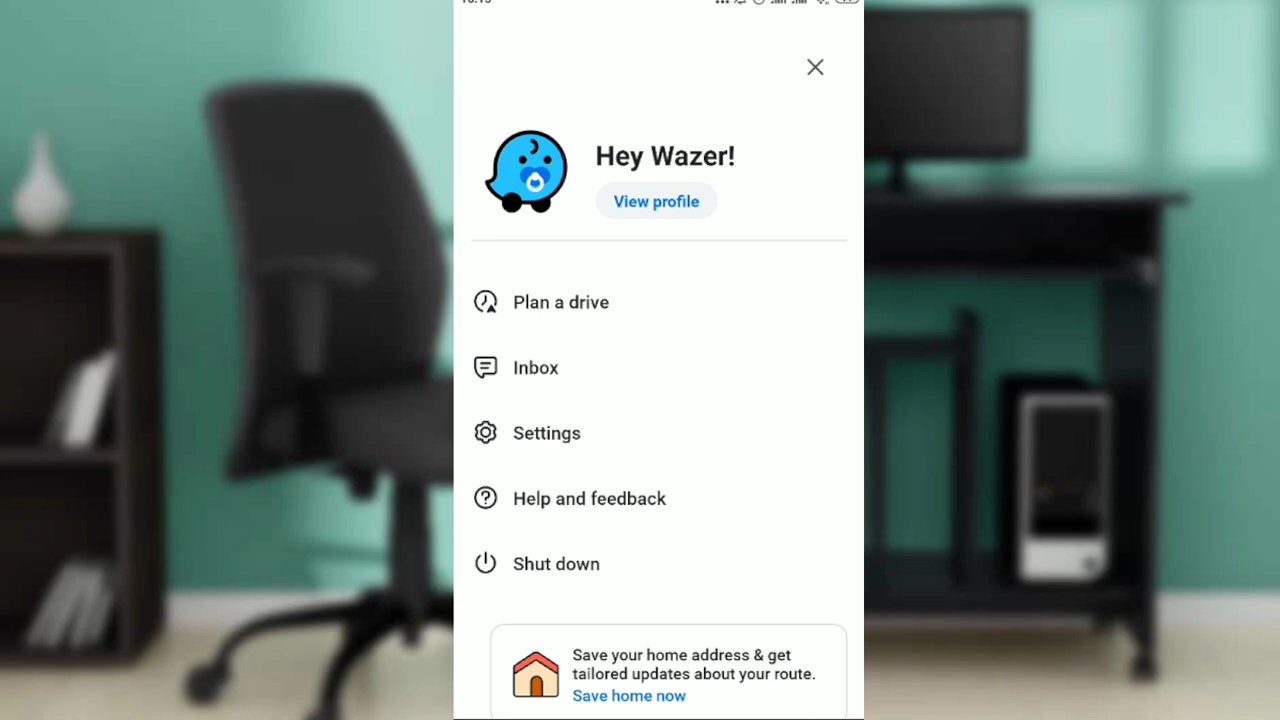 Hey Wazer!
View profile
Plan a drive
Inbox
Settings
Help and feedback
Shut down
Save your home address & get
tailored updates about your route.
Save home now